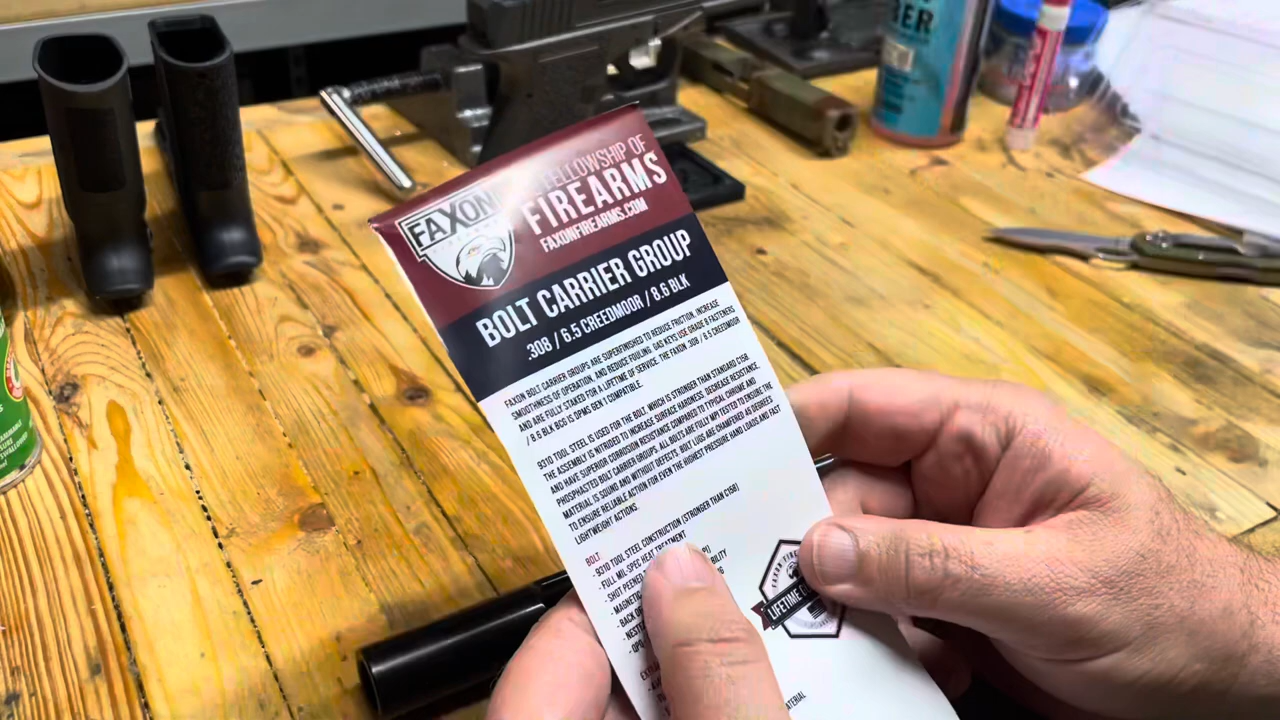 BER
FELLOWSHIP OF
FIREARMS
FAXONFIREARMS.COM
FAXON
BOLT CARRIER GROUP
.308 / 6.5 CREEDMOOR / 8.6 BLK
FAXON BOLT CARRIER GROUPS ARE SUPERFINISHED TO REDUCE FRICTION, INCREASE
SMOOTHNESS OF OPERATION, AND REDUCE FOULING. GAS KEYS USE GRADE 8 FASTENERS
AND ARE FULLY STAKED FOR A LIFETIME OF SERVICE. THE FAXON .308 / 6.5 CREEDMOOR
/ 8.6 BLK BCG IS DPMS GEN 1 COMPATIBLE.
9310 TOOL STEEL IS USED FOR THE BOLT, WHICH IS STRONGER THAN STANDARD C158
THE ASSEMBLY IS NITRIDED TO INCREASE SURFACE HARDNESS, DECREASE RESISTANCE,
AND HAVE SUPERIOR CORROSION RESISTANCE COMPARED TO TYPICAL CHROME AND
PHOSPHATED BOLT CARRIER GROUPS. ALL BOLTS ARE FULLY MPI TESTED TO ENSURE THE
MATERIAL IS SOUND AND WITHOUT DEFECTS. BOLT LUGS ARE CHAMFERED 45 DEGREES
TO ENSURE RELIABLE ACTION FOR EVEN THE HIGHEST PRESSURE HAND LOADS AND FAST
LIGHTWEIGHT ACTIONS.
BOLT
- 9310 TOOL STEEL CONSTRUCTION (STRONGER THAN C158)
- FULL MIL-SPEC HEAT TREATMENT
- SHOT PEENED
- MAGNETIC
- BACK
FAXON
LIFETIME